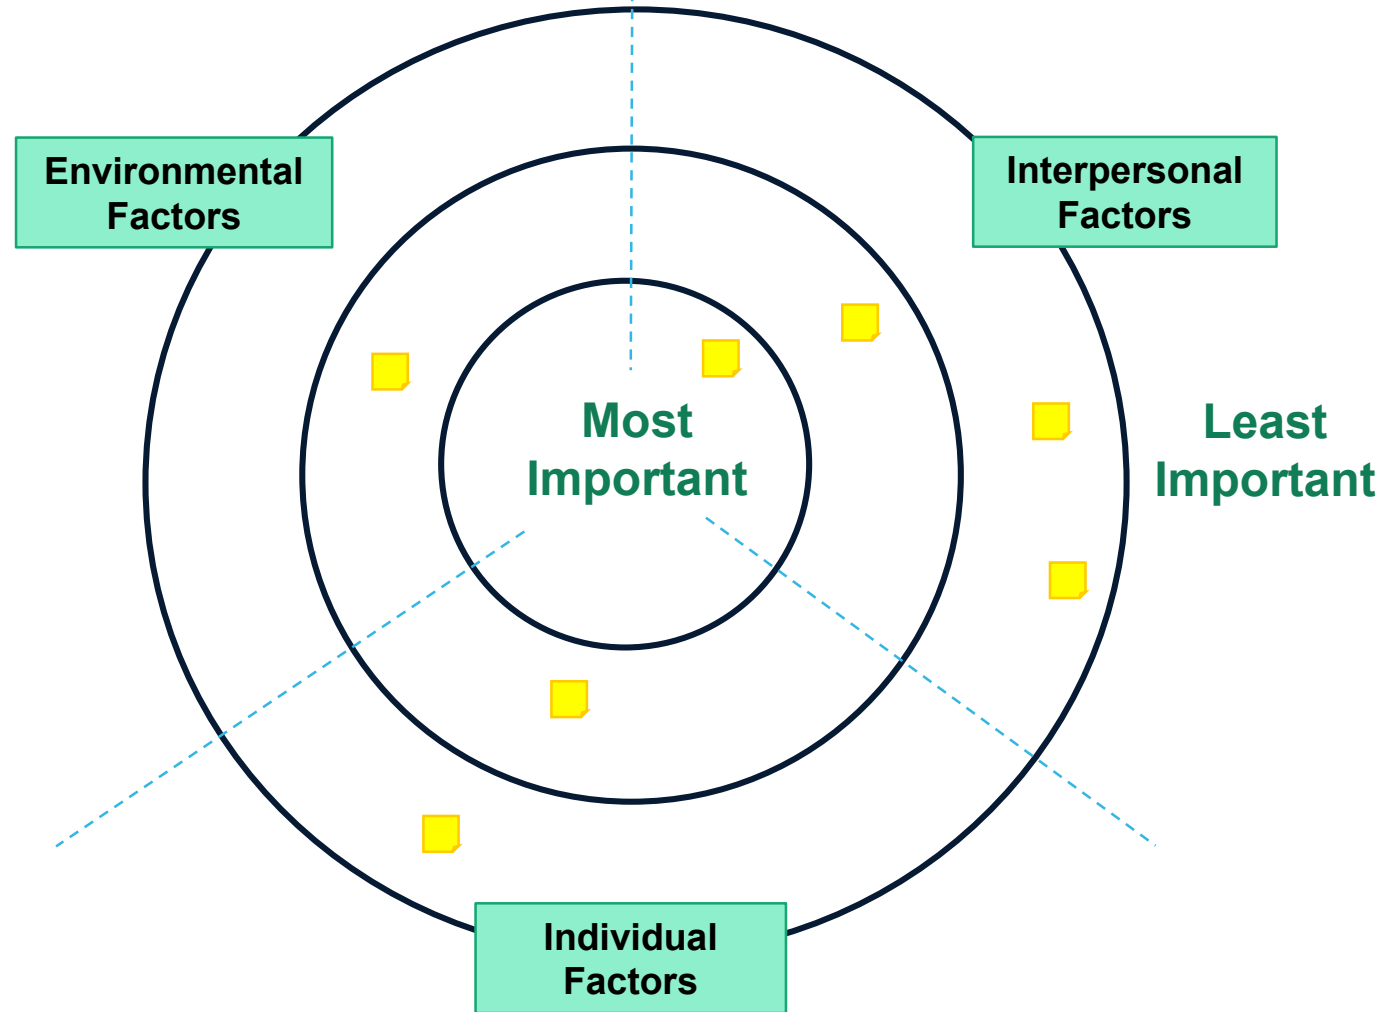 Environmental
Factors
Interpersonal
Factors
Most
Important
Least
Important
Individual
Factors